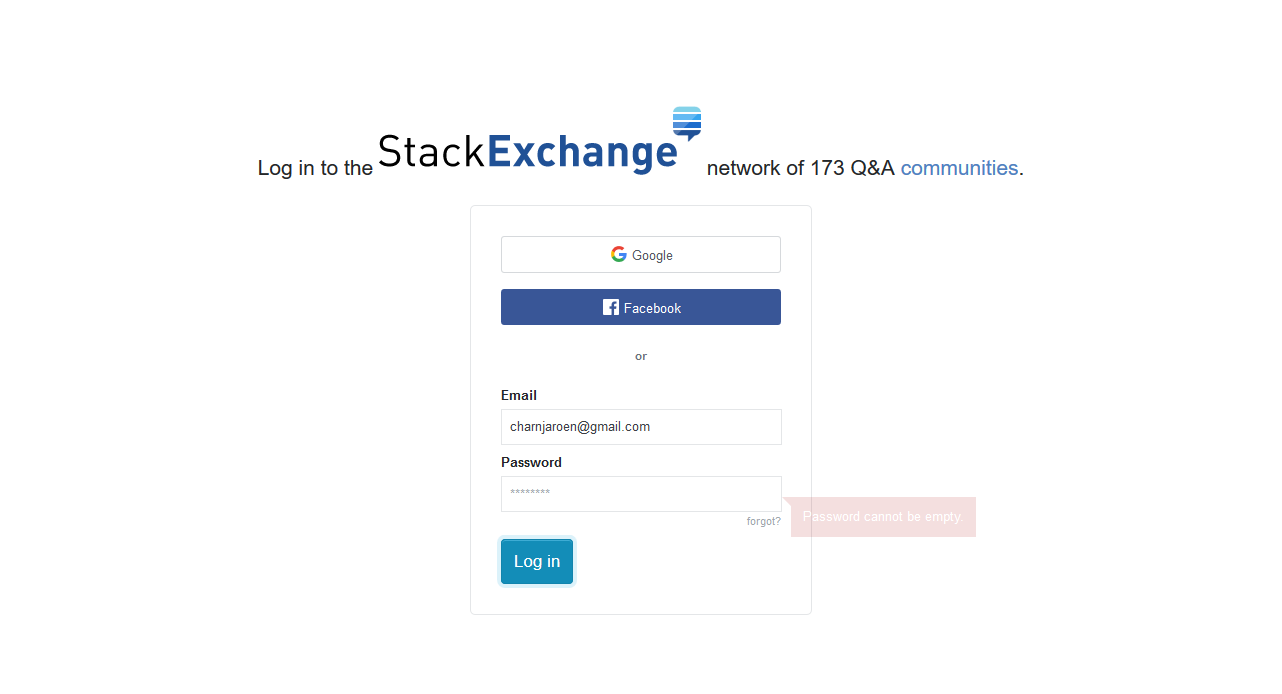 Log in to the StackExchange network of 173 Q&A communities.
Google
Facebook
or
Email
charnjaroen@gmail.com
Password
********
forgot?
Password cannot be empty.
Log in